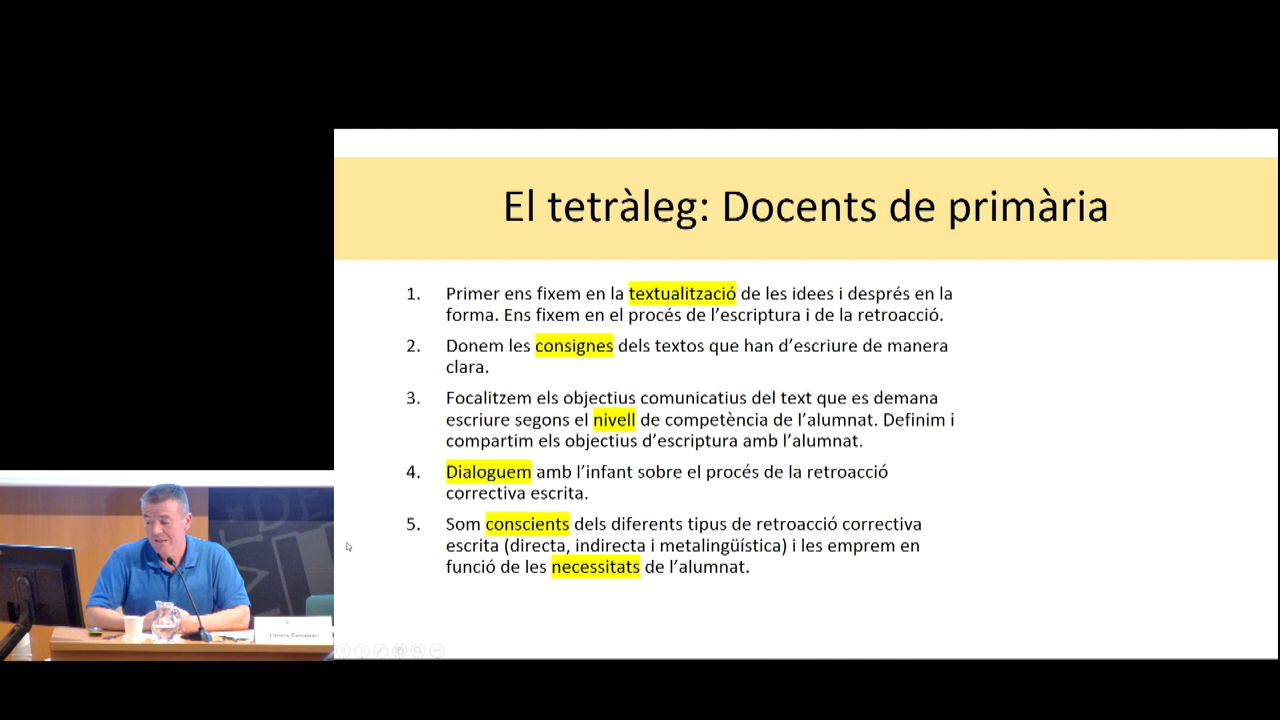 El tetràleg: Docents de primària
1. Primer ens fixem en la textualització de les idees i després en la
forma. Ens fixem en el procés de l’escriptura i de la retroacció.
2. Donem les consignes dels textos que han d’escriure de manera
clara.
3. Focalitzem els objectius comunicatius del text que es demana
escriure segons el nivell de competència de l’alumnat. Definim i
compartim els objectius d’escriptura amb l’alumnat.
4. Dialoguem amb l’infant sobre el procés de la retroacció
correctiva escrita.
5. Som conscients dels diferents tipus de retroacció correctiva
escrita (directa, indirecta i metalingüística) i les emprem en
funció de les necessitats de l’alumnat.